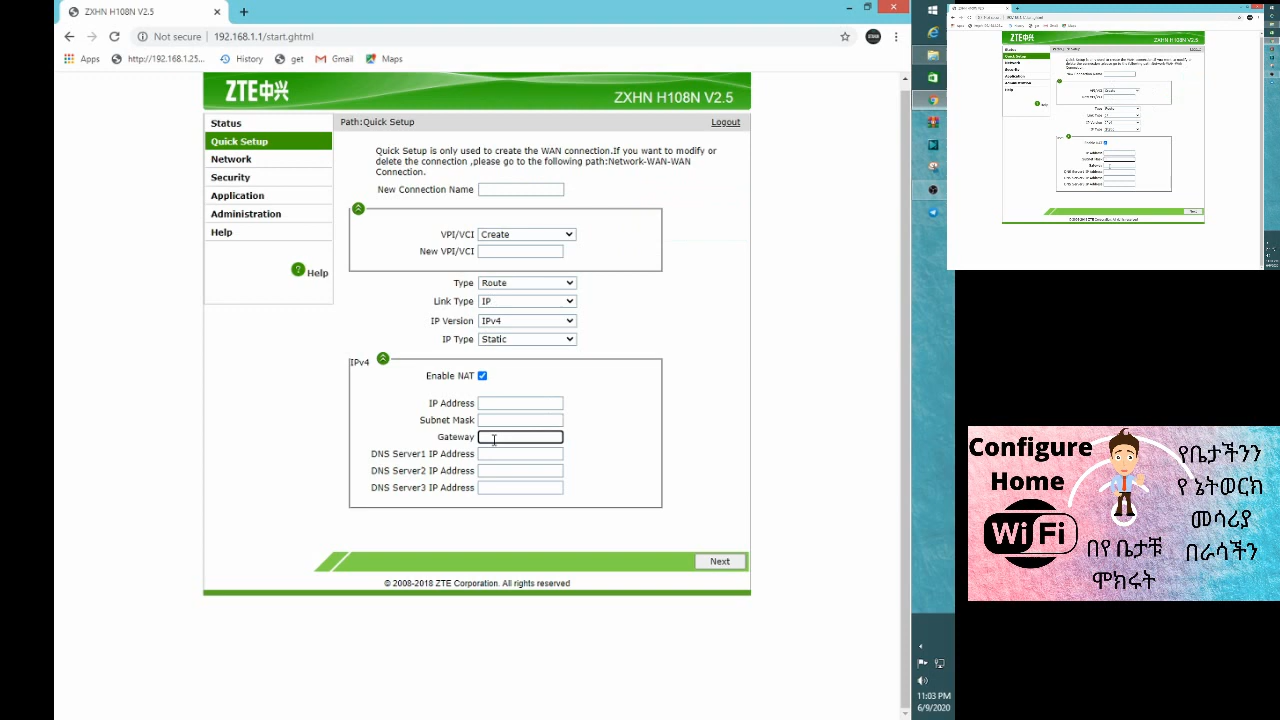 ZXHN H108N V2.5
Not secure
192.168.1.1/start.ghtml
Apps
http://192.168.1.25...
History
Gmail
Maps
ZTE中兴
ZXHN H108N V2.5
Status
Quick Setup
Network
Security
Application
Administration
Help
Help
Path:Quick Setup
Logout
Quick Setup is only used to create the WAN connection.If you want to modify or
delete the connection ,please go to the following path:Network-WAN-WAN
Connection.
New Connection Name
VPI/VCI Create
New VPI/VCI
Type Route
Link Type IP
IP Version IPv4
IP Type Static
IPv4
Enable NAT
IP Address
Subnet Mask
Gateway
DNS Server1 IP Address
DNS Server2 IP Address
DNS Server3 IP Address
Next
© 2008-2018 ZTE Corporation. All rights reserved
11:03 PM
6/9/2020
Configure
Home
WiFi
የቤታችንን
የ ኔትወርክ
መሳሪያ
በራሳችን
በየ ቤታቹ
ሞክሩት